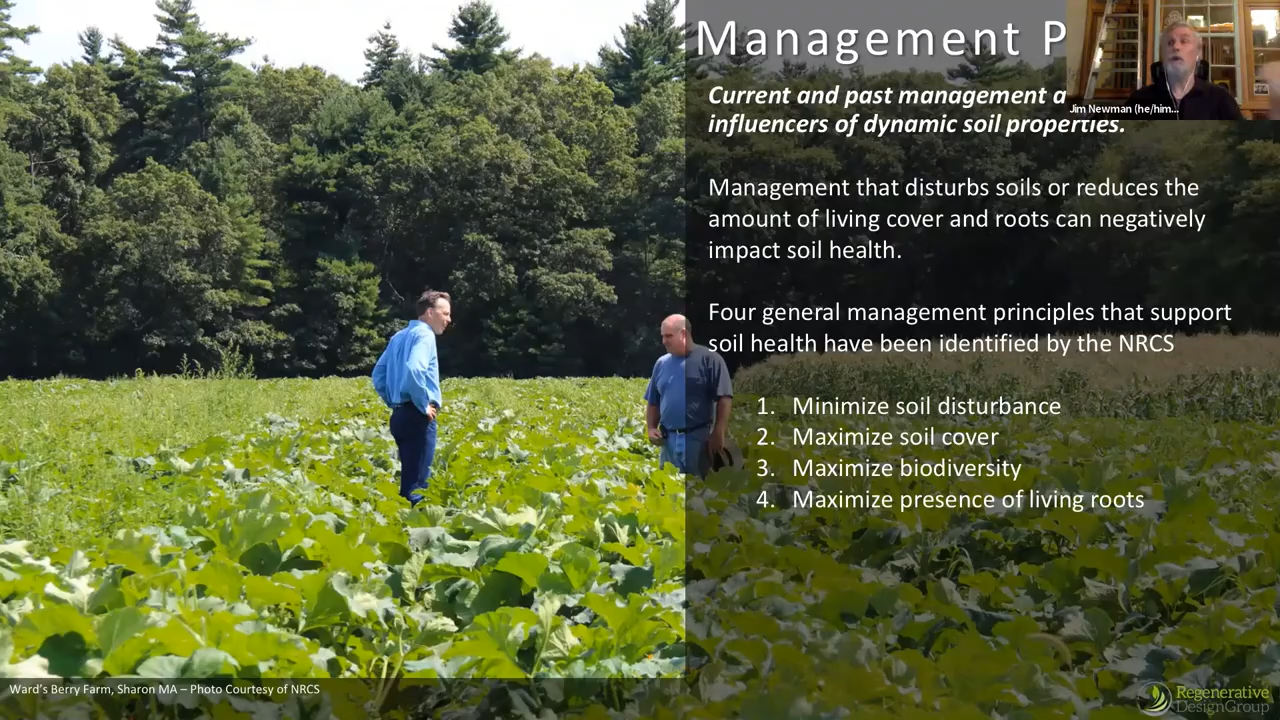 Management P
Jim Newman (he/him...
Current and past management a
influencers of dynamic soil properties.
Management that disturbs soils or reduces the
amount of living cover and roots can negatively
impact soil health.
Four general management principles that support
soil health have been identified by the NRCS
1. Minimize soil disturbance
2. Maximize soil cover
3. Maximize biodiversity
4. Maximize presence of living roots
Ward's Berry Farm, Sharon MA – Photo Courtesy of NRCS
Regenerative
DesignGroup